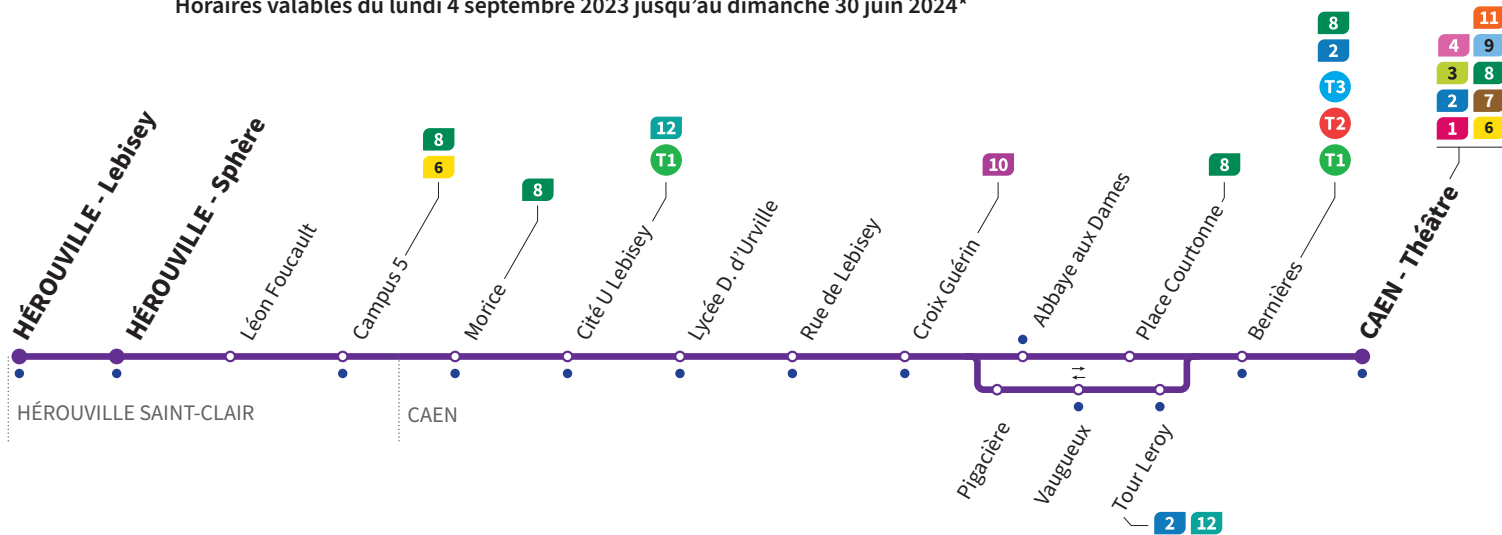 Horaires valables du lundi 4 septembre 2023 jusqu'au dimanche 30 juin 2024*
HÉROUVILLE - Lebisey
HÉROUVILLE - Sphère
Léon Foucault
8
6
Campus 5
8
Morice
12
T1
Cité U Lebisey
Lycée D. d'Urville
Rue de Lebisey
10
Croix Guérin
Abbaye aux Dames
8
Place Courtonne
8
2
T3
T2
T1
Bernières
11
4 9
3 8
2 7
1 6
CAEN - Théâtre
HÉROUVILLE SAINT-CLAIR
CAEN
Pigacière
Vaugueux
Tour Leroy
2 12